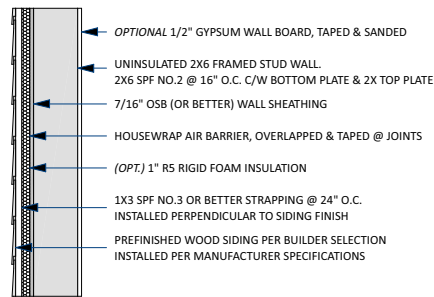 OPTIONAL 1/2" GYPSUM WALL BOARD, TAPED & SANDED
UNINSULATED 2X6 FRAMED STUD WALL.
2X6 SPF NO.2 @ 16" O.C. C/W BOTTOM PLATE & 2X TOP PLATE
7/16" OSB (OR BETTER) WALL SHEATHING
HOUSEWRAP AIR BARRIER, OVERLAPPED & TAPED @ JOINTS
(OPT.) 1" R5 RIGID FOAM INSULATION
1X3 SPF NO.3 OR BETTER STRAPPING @ 24" O.C.
INSTALLED PERPENDICULAR TO SIDING FINISH
PREFINISHED WOOD SIDING PER BUILDER SELECTION
INSTALLED PER MANUFACTURER SPECIFICATIONS